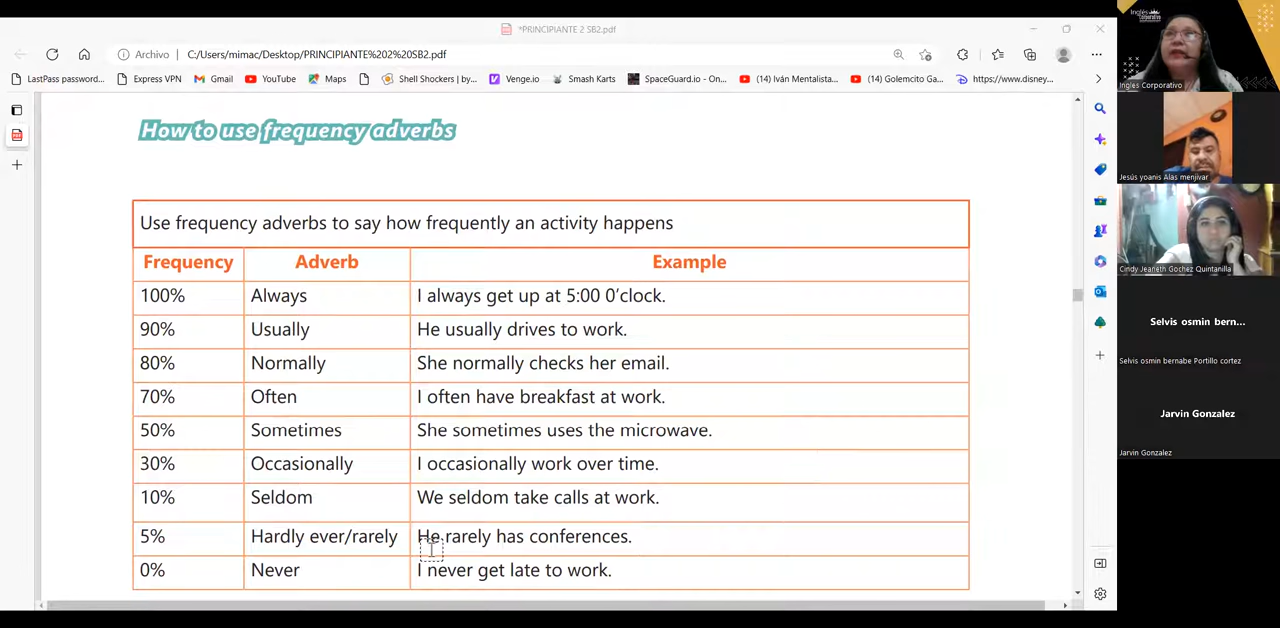 *PRINCIPIANTE 2 SB2.pdf
Archivo | C:/Users/mimac/Desktop/PRINCIPIANTE%202%20SB2.pdf
LastPass password... Express VPN Gmail YouTube Maps Shell Shockers | by... Venge.io Smash Karts SpaceGuard.io - On... (14) Iván Mentalista... (14) Golemcito Ga... https://www.disney...
How to use frequency adverbs
Use frequency adverbs to say how frequently an activity happens
Frequency Adverb Example
100% Always I always get up at 5:00 0'clock.
90% Usually He usually drives to work.
80% Normally She normally checks her email.
70% Often I often have breakfast at work.
50% Sometimes She sometimes uses the microwave.
30% Occasionally I occasionally work over time.
10% Seldom We seldom take calls at work.
5% Hardly ever/rarely He rarely has conferences.
0% Never I never get late to work.
Inglés
Corporativo
Inglés Corporativo
Jesús yoanis Alas menjivar
Cindy Jeaneth Gochez Quintanilla
Selvis osmin bern...
Selvis osmin bernabe Portillo cortez
Jarvin Gonzalez
Jarvin Gonzalez